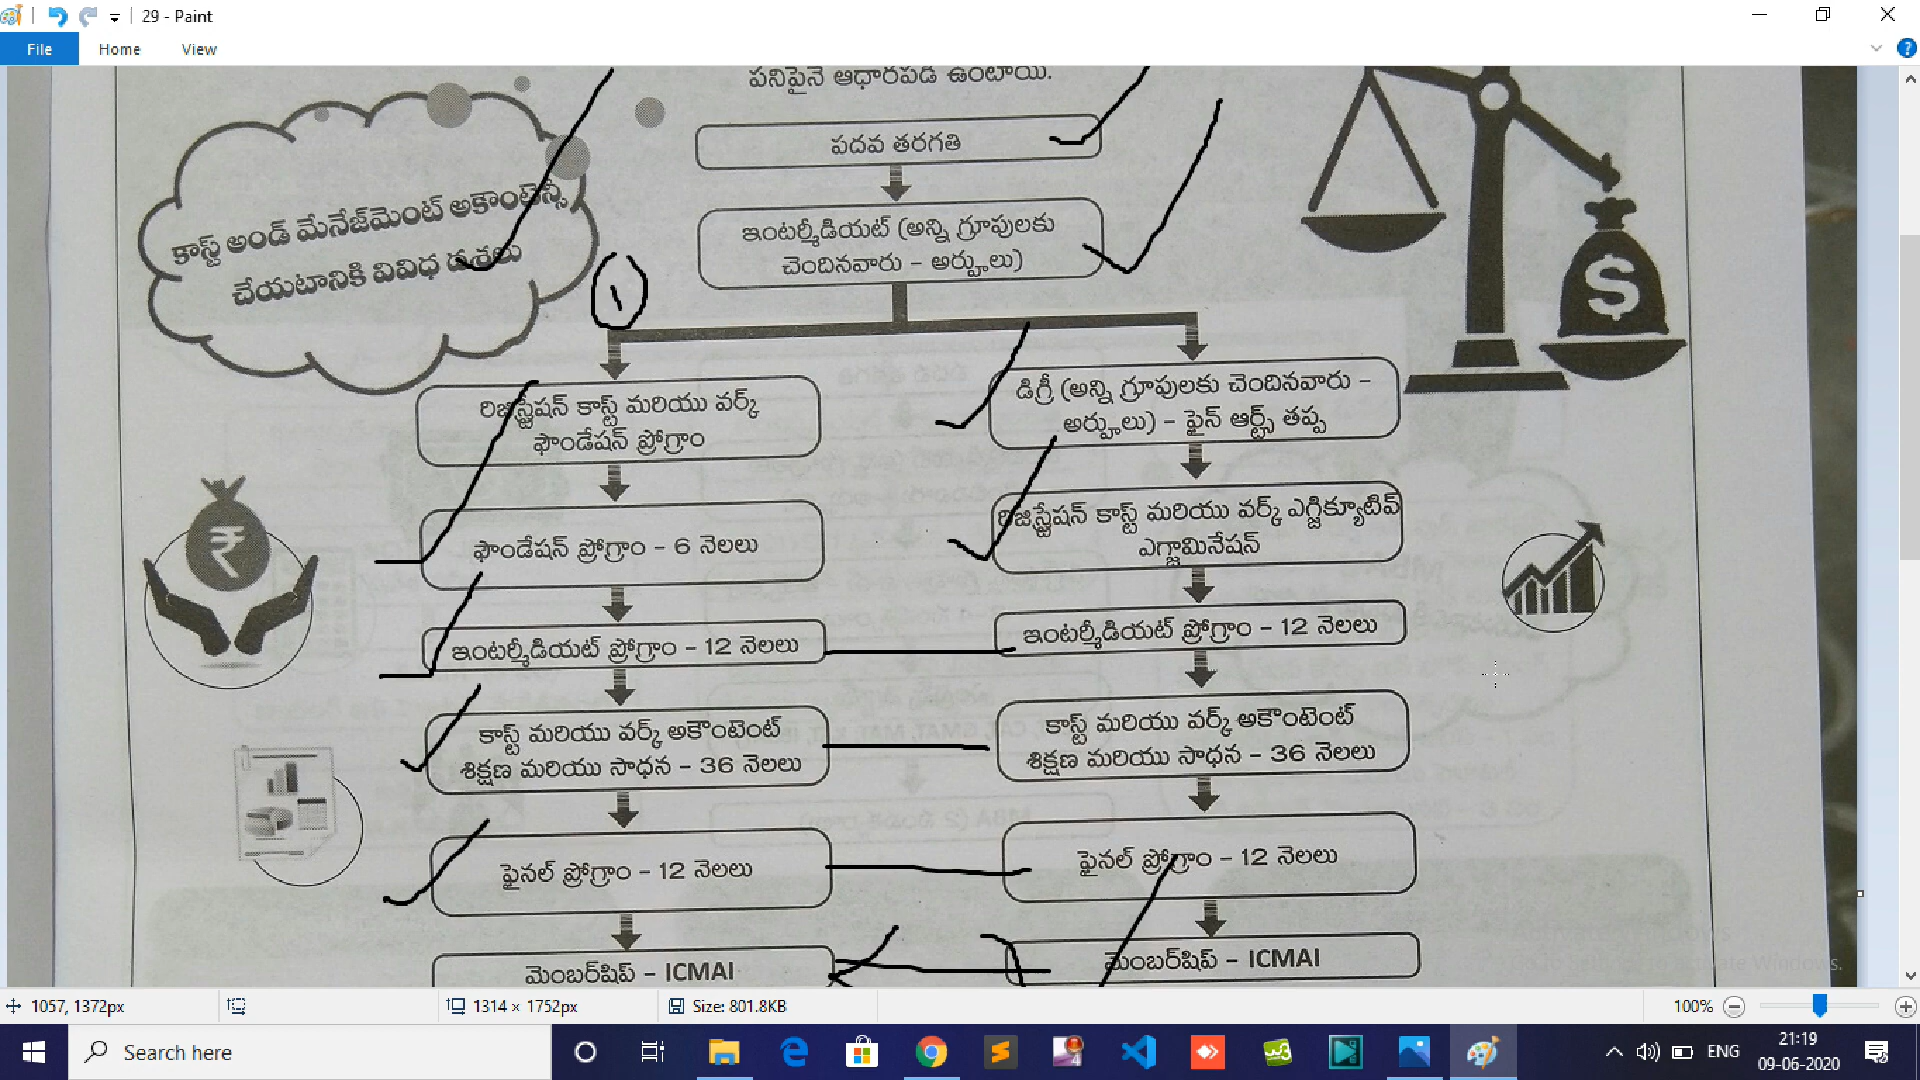 29 - Paint
File Home View
పనిపైనే ఆధారపడి ఉంటాయి.
పదవ తరగతి
ఇంటర్మీడియట్ (అన్ని గ్రూపులకు
చెందినవారు - అర్హులు)
కాస్ట్ అండ్ మేనేజ్‌మెంట్ అకౌంటెన్సీ
చేయటానికి వివిధ దశలు
1
రిజిస్ట్రేషన్ కాస్ట్ మరియు వర్క్
ఫౌండేషన్ ప్రోగ్రాం
ఫౌండేషన్ ప్రోగ్రాం - 6 నెలలు
ఇంటర్మీడియట్ ప్రోగ్రాం - 12 నెలలు
కాస్ట్ మరియు వర్క్ అకౌంటెంట్
శిక్షణ మరియు సాధన - 36 నెలలు
ఫైనల్ ప్రోగ్రాం - 12 నెలలు
మెంబర్‌షిప్ - ICMAI
డిగ్రీ (అన్ని గ్రూపులకు చెందినవారు -
అర్హులు) - ఫైన్ ఆర్ట్స్ తప్ప
రిజిస్ట్రేషన్ కాస్ట్ మరియు వర్క్ ఎగ్జిక్యూటివ్
ఎగ్జామినేషన్
ఇంటర్మీడియట్ ప్రోగ్రాం - 12 నెలలు
కాస్ట్ మరియు వర్క్ అకౌంటెంట్
శిక్షణ మరియు సాధన - 36 నెలలు
ఫైనల్ ప్రోగ్రాం - 12 నెలలు
మెంబర్‌షిప్ - ICMAI
1057, 1372px 1314 × 1752px Size: 801.8KB 100%
Search here ENG 21:19
09-06-2020